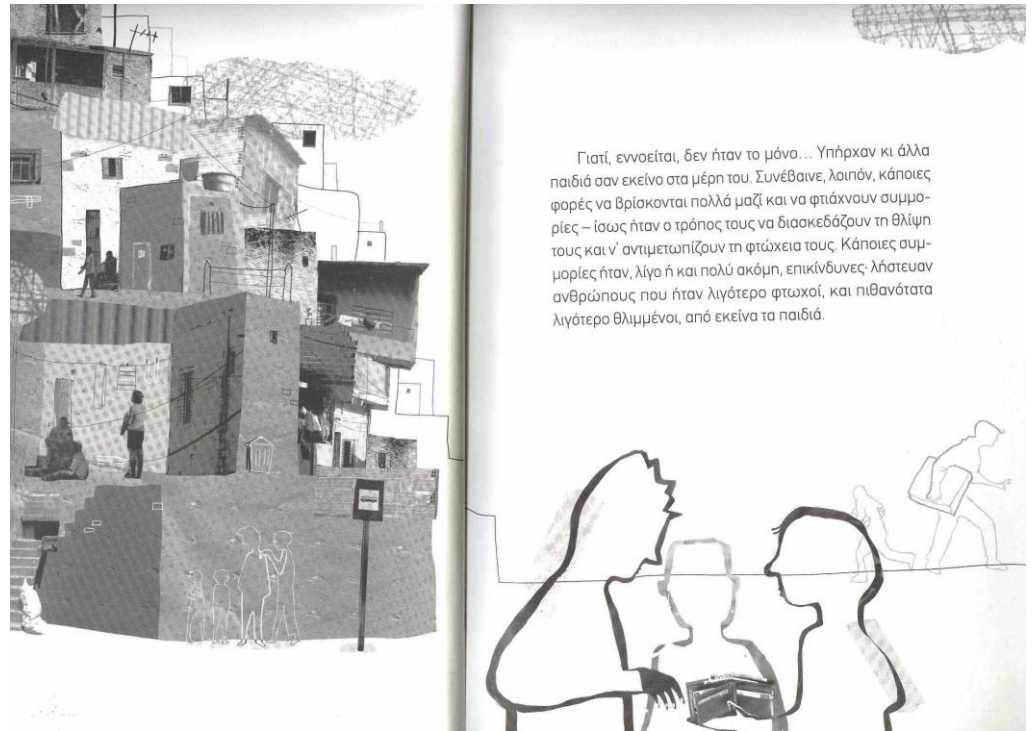 Γιατί, εννοείται, δεν ήταν το μόνο... Υπήρχαν κι άλλα
παιδιά σαν εκείνο στα μέρη του. Συνέβαινε, λοιπόν, κάποιες
φορές να βρίσκονται πολλά μαζί και να φτιάχνουν συμμο-
ρίες – ίσως ήταν ο τρόπος τους να διασκεδάζουν τη θλίψη
τους και ν' αντιμετωπίζουν τη φτώχεια τους. Κάποιες συμ-
μορίες ήταν, λίγο ή και πολύ ακόμη, επικίνδυνες· λήστευαν
ανθρώπους που ήταν λιγότερο φτωχοί, και πιθανότατα
λιγότερο θλιμμένοι, από εκείνα τα παιδιά.